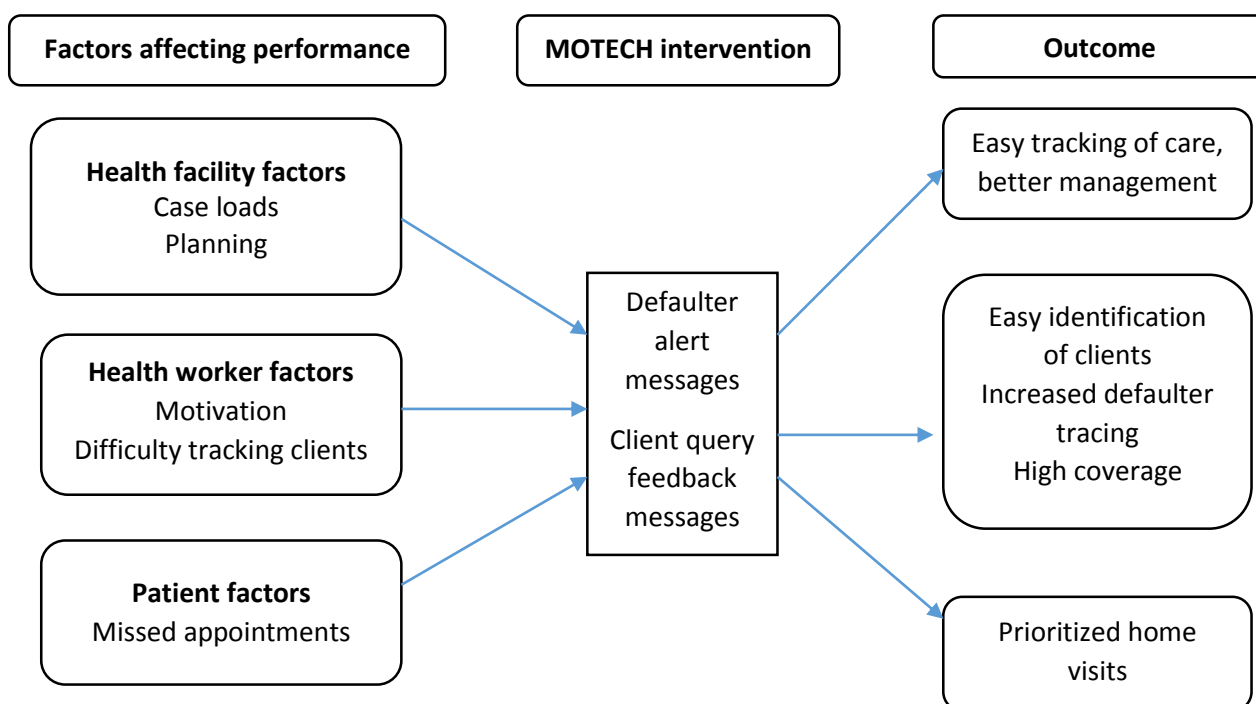 Factors affecting performance
MOTECH intervention
Outcome
Health facility factors
Case loads
Planning
Health worker factors
Motivation
Difficulty tracking clients
Patient factors
Missed appointments
Defaulter
alert
messages
Client query
feedback
messages
Easy tracking of care,
better management
Easy identification
of clients
Increased defaulter
tracing
High coverage
Prioritized home
visits